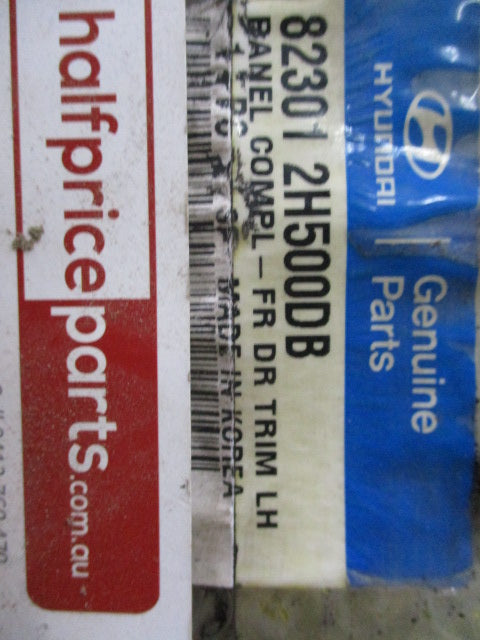 HYUNDAI
Genuine
Parts
82301 2H500DB
PANEL COMPL-FR DR TRIM LH
MADE IN KOREA
halfpriceparts.com.au